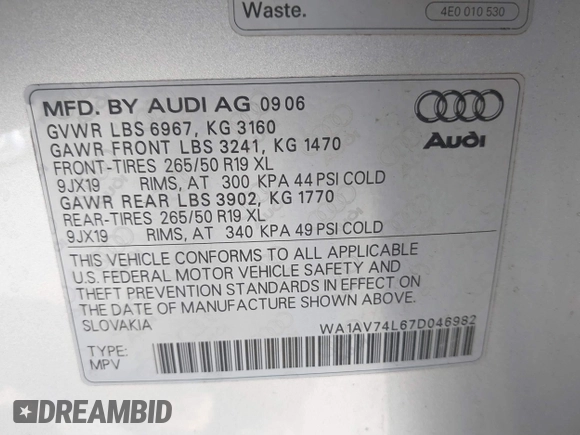 Waste.
4E0 010 530
MFD. BY AUDI AG 09 06
GVWR LBS 6967, KG 3160
GAWR FRONT LBS 3241, KG 1470
FRONT-TIRES 265/50 R19 XL
9JX19 RIMS, AT 300 KPA 44 PSI COLD
GAWR REAR LBS 3902, KG 1770
REAR-TIRES 265/50 R19 XL
9JX19 RIMS, AT 340 KPA 49 PSI COLD
Audi
THIS VEHICLE CONFORMS TO ALL APPLICABLE
U.S. FEDERAL MOTOR VEHICLE SAFETY AND
THEFT PREVENTION STANDARDS IN EFFECT ON
THE DATE OF MANUFACTURE SHOWN ABOVE.
SLOVAKIA
WA1AV74L67D046982
TYPE:
MPV
DREAMBID